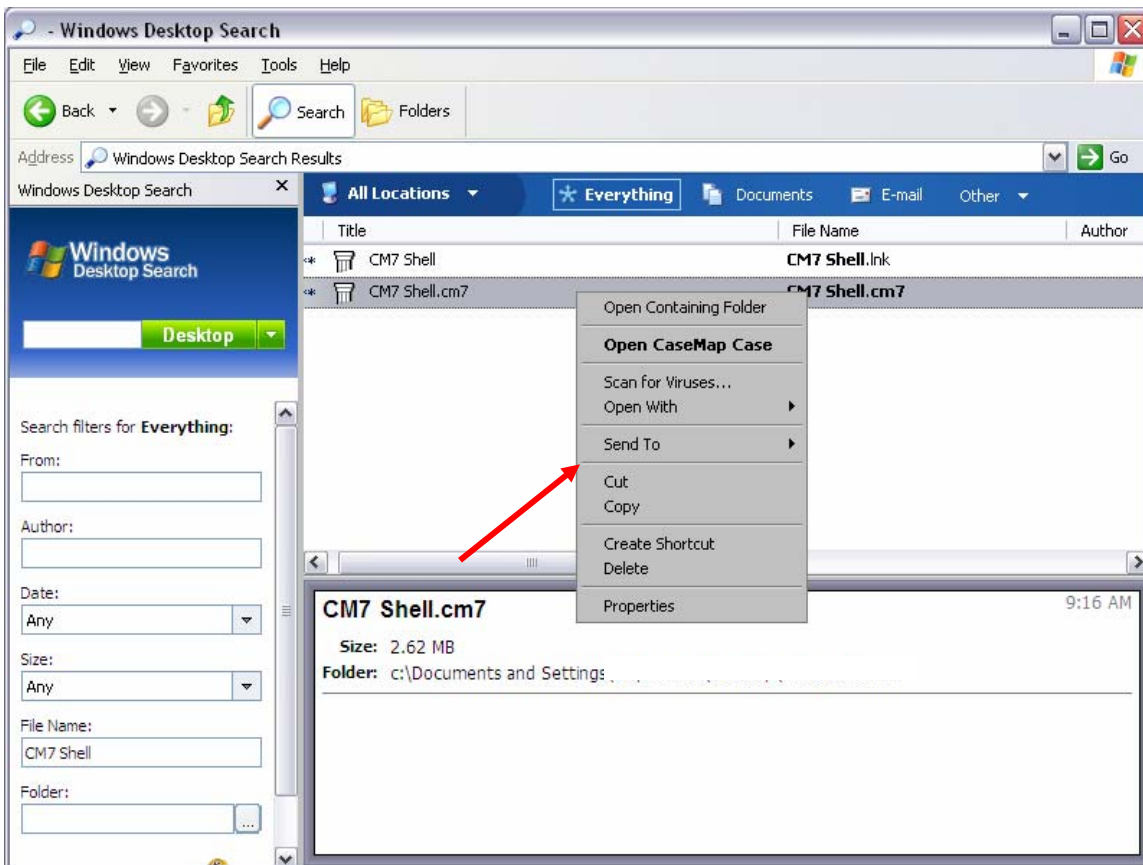 - Windows Desktop Search
File Edit View Favorites Tools Help
Back Search Folders
Address Windows Desktop Search Results Go
Windows Desktop Search
All Locations Everything Documents E-mail Other
Windows
Desktop Search
Desktop
Title File Name Author
CM7 Shell CM7 Shell.lnk
CM7 Shell.cm7 CM7 Shell.cm7
Open Containing Folder
Open CaseMap Case
Scan for Viruses...
Open With
Send To
Cut
Copy
Create Shortcut
Delete
Properties
Search filters for Everything:
From:
Author:
Date:
Any
Size:
Any
File Name:
CM7 Shell
Folder:
...
CM7 Shell.cm7 9:16 AM
Size: 2.62 MB
Folder: c:\Documents and Settings